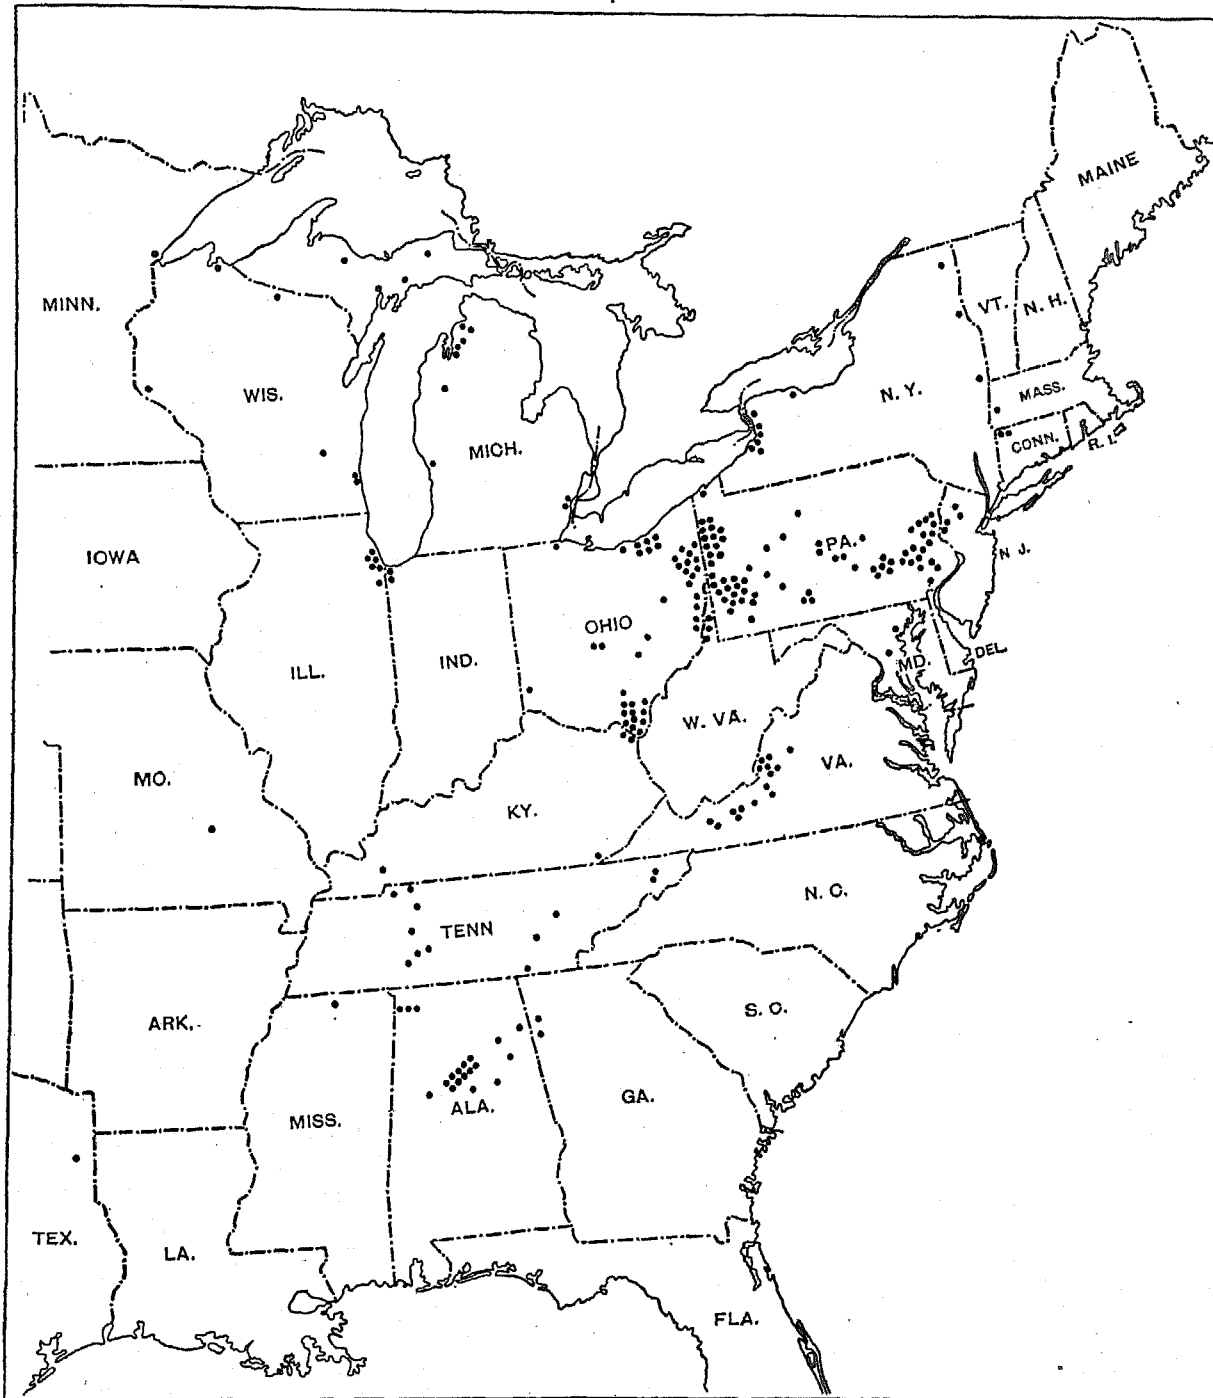 MAINE
MINN.
VT.
N. H.
WIS.
N. Y.
MASS.
MICH.
CONN.
R. I.
IOWA
PA.
N. J.
OHIO
ILL.
IND.
MD.
DEL.
W. VA.
MO.
VA.
KY.
N. C.
TENN
ARK.
S. C.
MISS.
ALA.
GA.
TEX.
LA.
FLA.